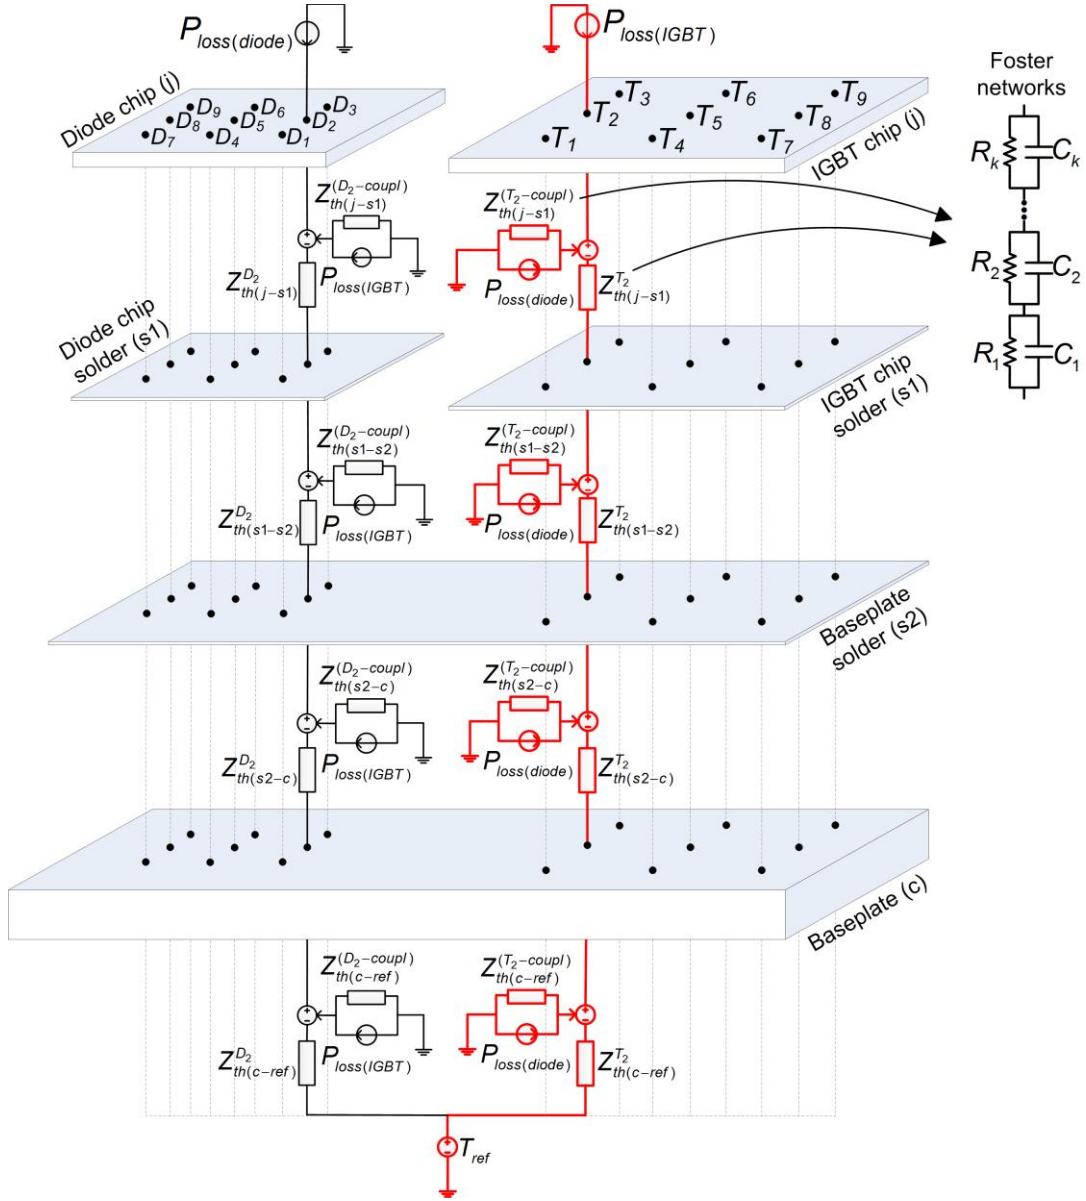 P_loss(diode)
P_loss(IGBT)
Diode chip (j)
D9 D6 D3
D8 D5 D2
D7 D4 D1
T3 T6 T9
T2 T5 T8
T1 T4 T7
IGBT chip (j)
Foster
networks
R_k C_k
R_2 C_2
R_1 C_1
Z_th(j-s1)^(D2-coupl)
Z_th(j-s1)^D2
P_loss(IGBT)
Z_th(j-s1)^(T2-coupl)
P_loss(diode)
Z_th(j-s1)^T2
Diode chip
solder (s1)
IGBT chip
solder (s1)
Z_th(s1-s2)^(D2-coupl)
Z_th(s1-s2)^D2
P_loss(IGBT)
Z_th(s1-s2)^(T2-coupl)
P_loss(diode)
Z_th(s1-s2)^T2
Baseplate
solder (s2)
Z_th(s2-c)^(D2-coupl)
Z_th(s2-c)^D2
P_loss(IGBT)
Z_th(s2-c)^(T2-coupl)
P_loss(diode)
Z_th(s2-c)^T2
Baseplate (c)
Z_th(c-ref)^(D2-coupl)
Z_th(c-ref)^D2
P_loss(IGBT)
Z_th(c-ref)^(T2-coupl)
P_loss(diode)
Z_th(c-ref)^T2
T_ref